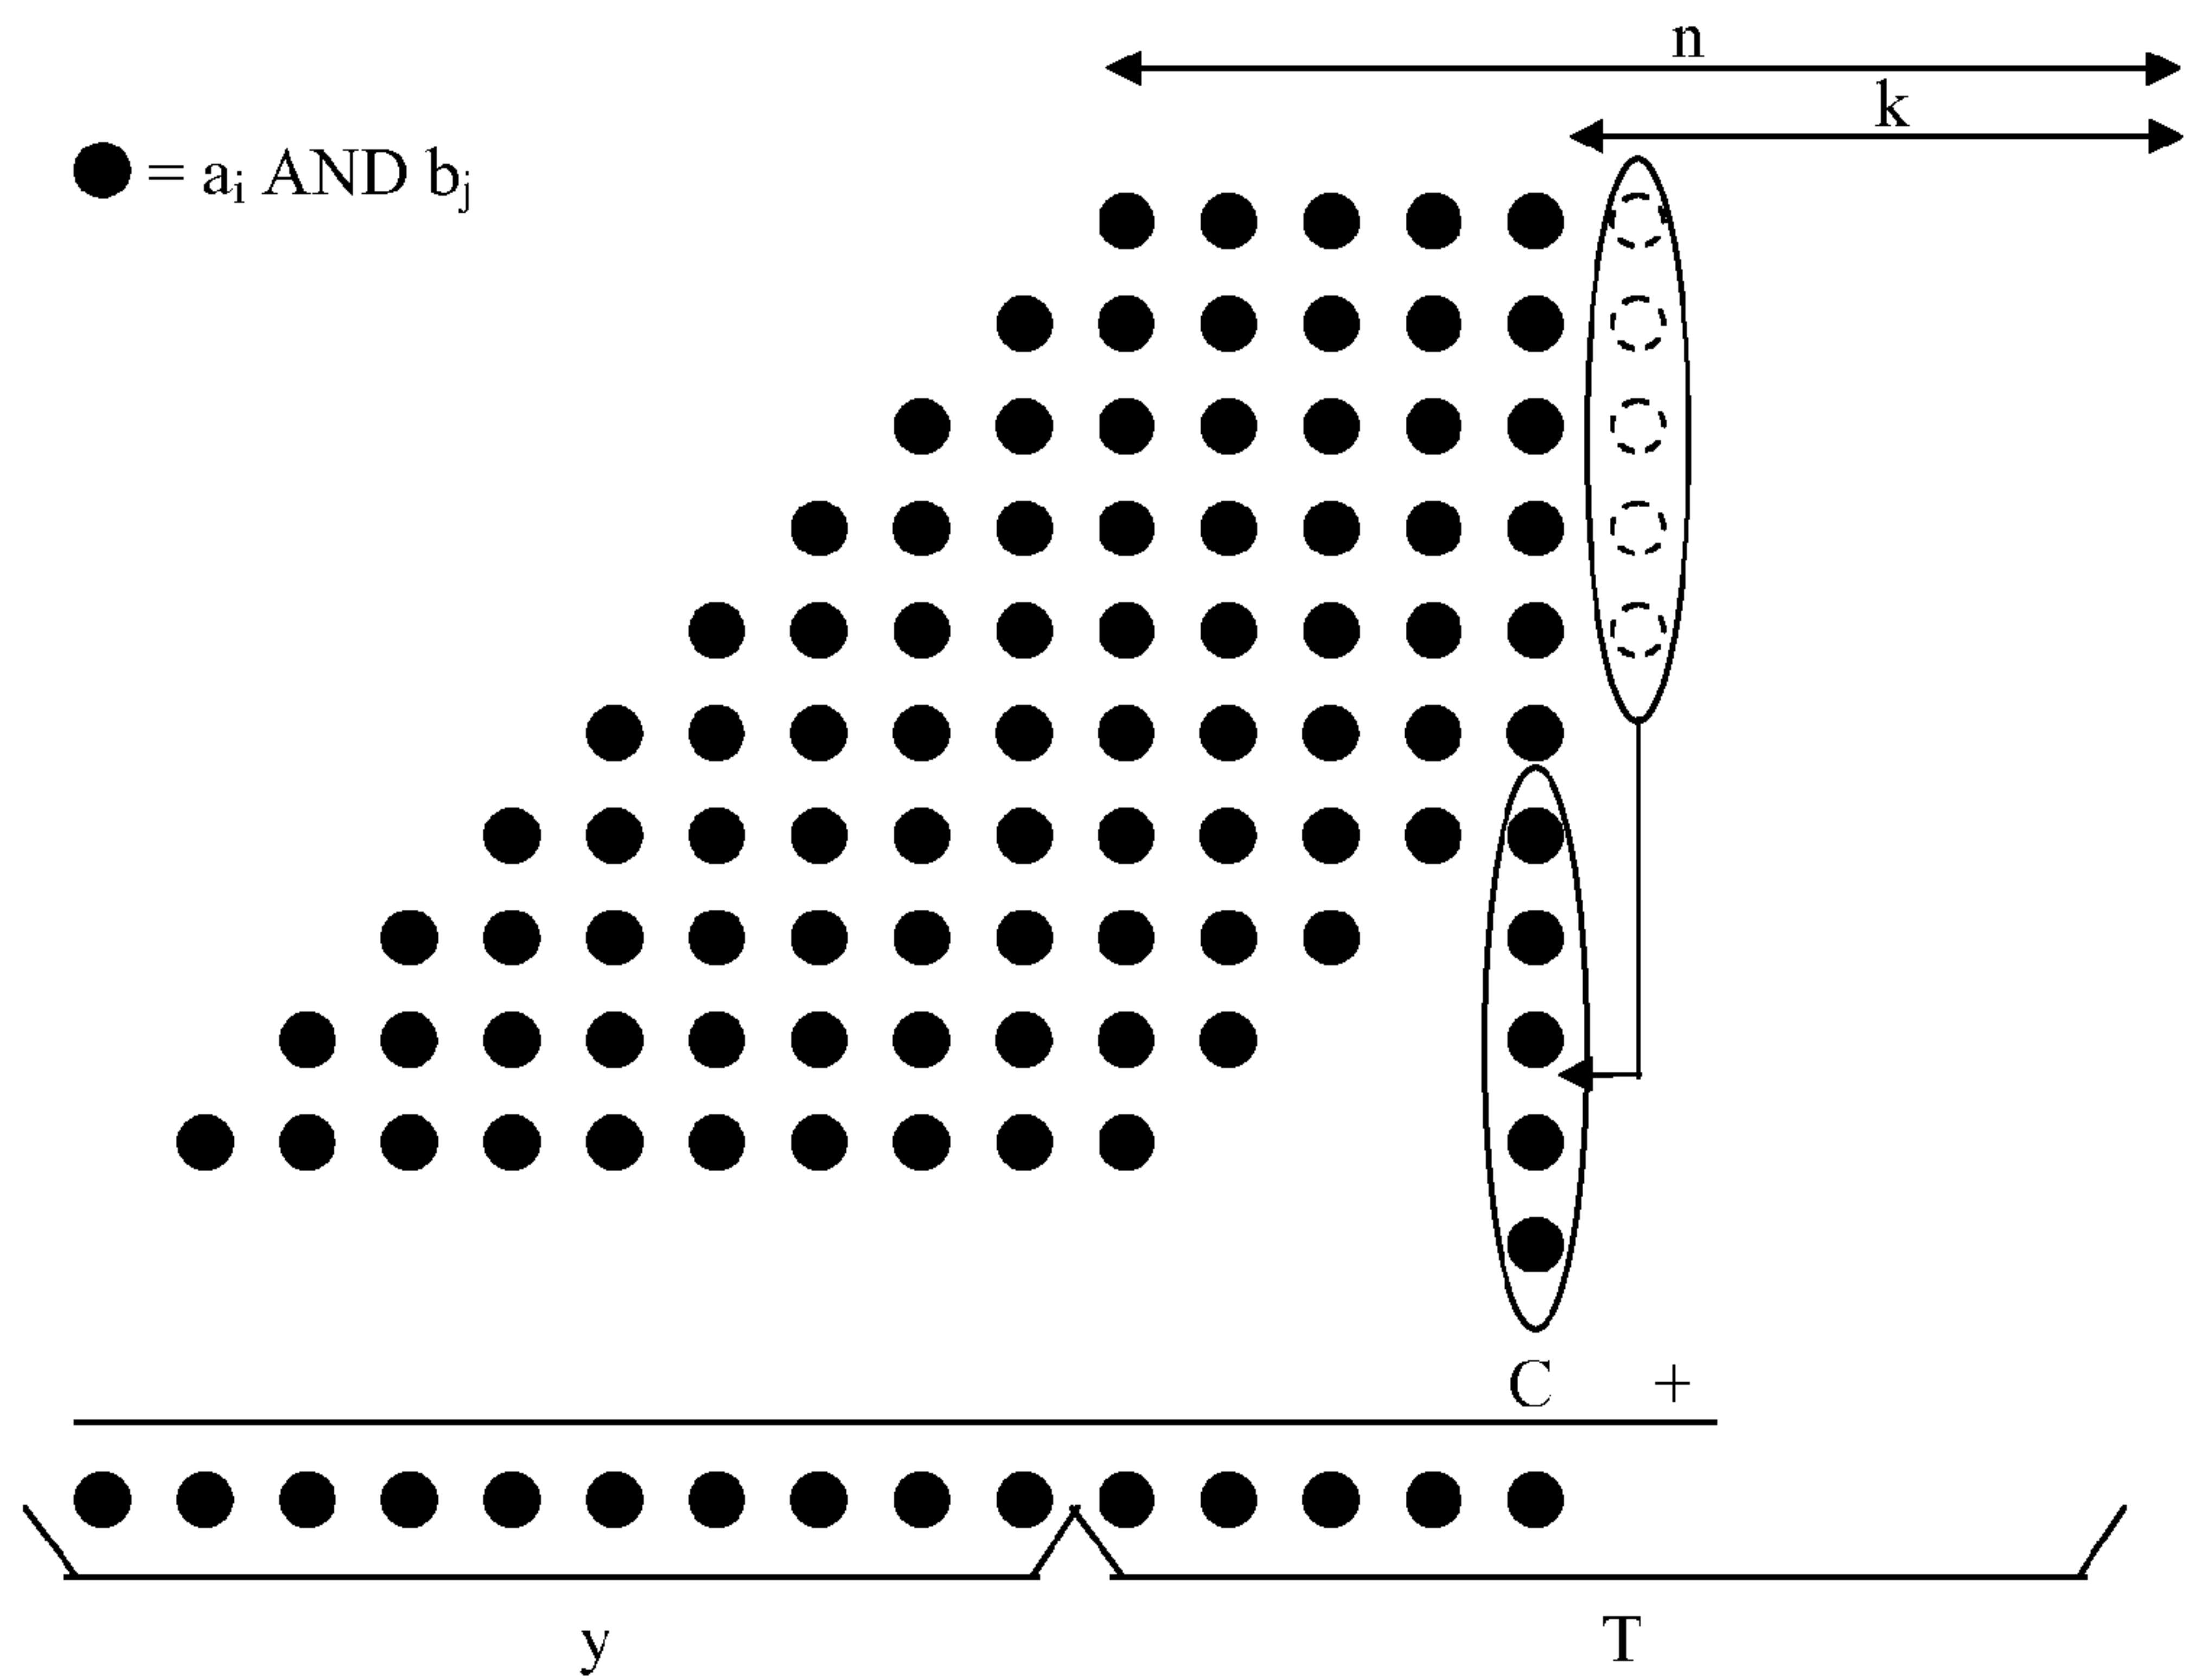 n
k
= aᵢ AND bⱼ
C +
y T